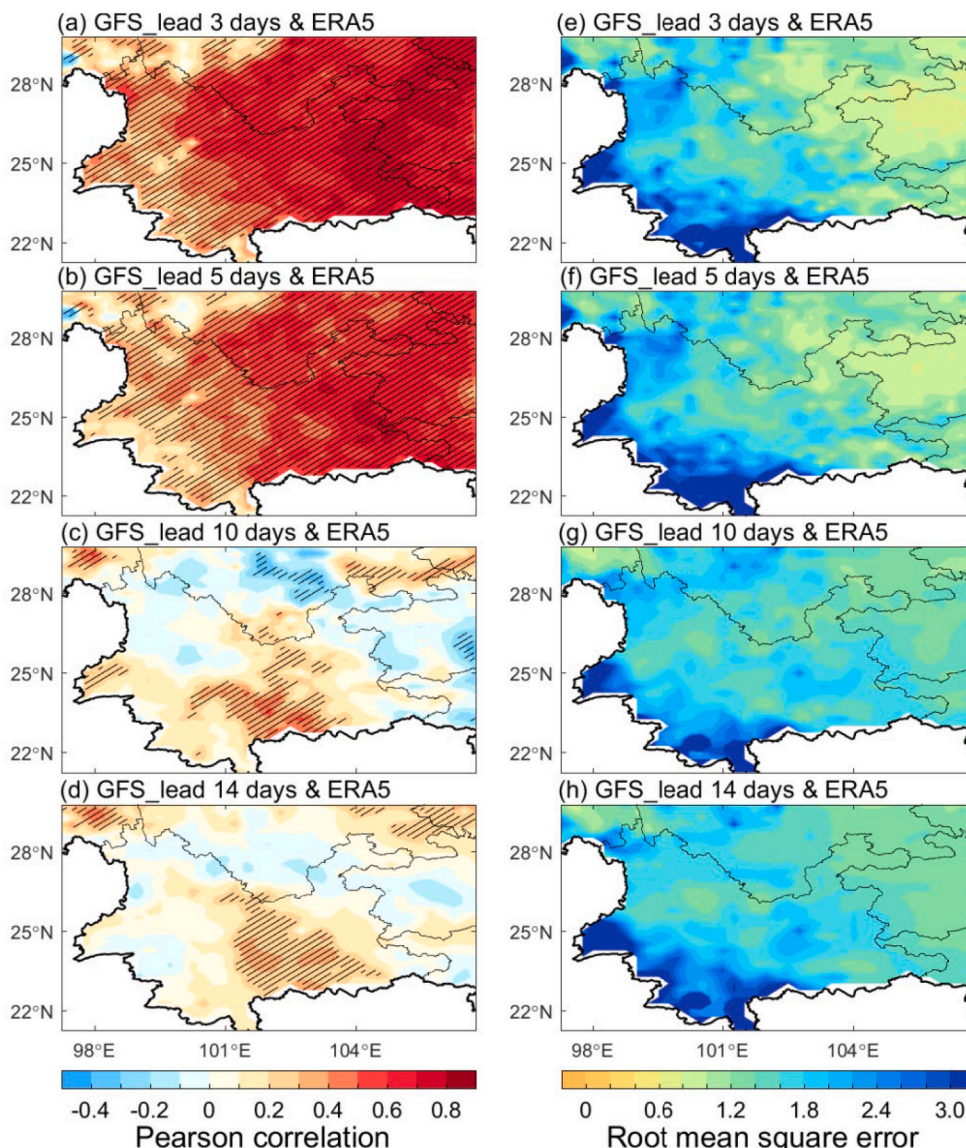 (a) GFS_lead 3 days & ERA5
(e) GFS_lead 3 days & ERA5
28°N
25°N
22°N
28°N
25°N
22°N
(b) GFS_lead 5 days & ERA5
(f) GFS_lead 5 days & ERA5
28°N
25°N
22°N
28°N
25°N
22°N
(c) GFS_lead 10 days & ERA5
(g) GFS_lead 10 days & ERA5
28°N
25°N
22°N
28°N
25°N
22°N
(d) GFS_lead 14 days & ERA5
(h) GFS_lead 14 days & ERA5
28°N
25°N
22°N
28°N
25°N
22°N
98°E 101°E 104°E
98°E 101°E 104°E
-0.4 -0.2 0 0.2 0.4 0.6 0.8
0 0.6 1.2 1.8 2.4 3.0
Pearson correlation
Root mean square error